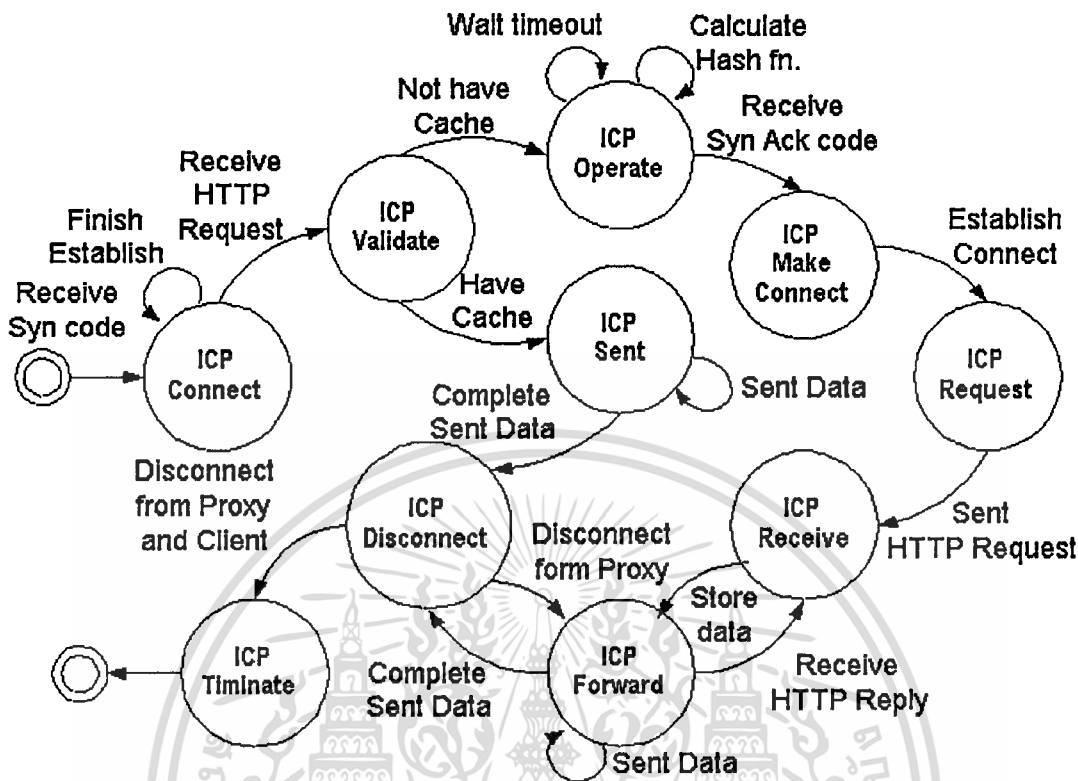 Wait timeout
Calculate
Hash fn.
Not have
Cache
ICP
Operate
Receive
Syn Ack code
Receive
HTTP
Request
ICP
Validate
Finish
Establish
ICP
Make
Connect
Establish
Connect
Receive
Syn code
Have
Cache
ICP
Sent
ICP
Connect
ICP
Request
Sent Data
Complete
Sent Data
Disconnect
from Proxy
and Client
ICP
Disconnect
Disconnect
form Proxy
ICP
Receive
Sent
HTTP Request
Store
data
ICP
Timinate
Complete
Sent Data
ICP
Forward
Receive
HTTP Reply
Sent Data